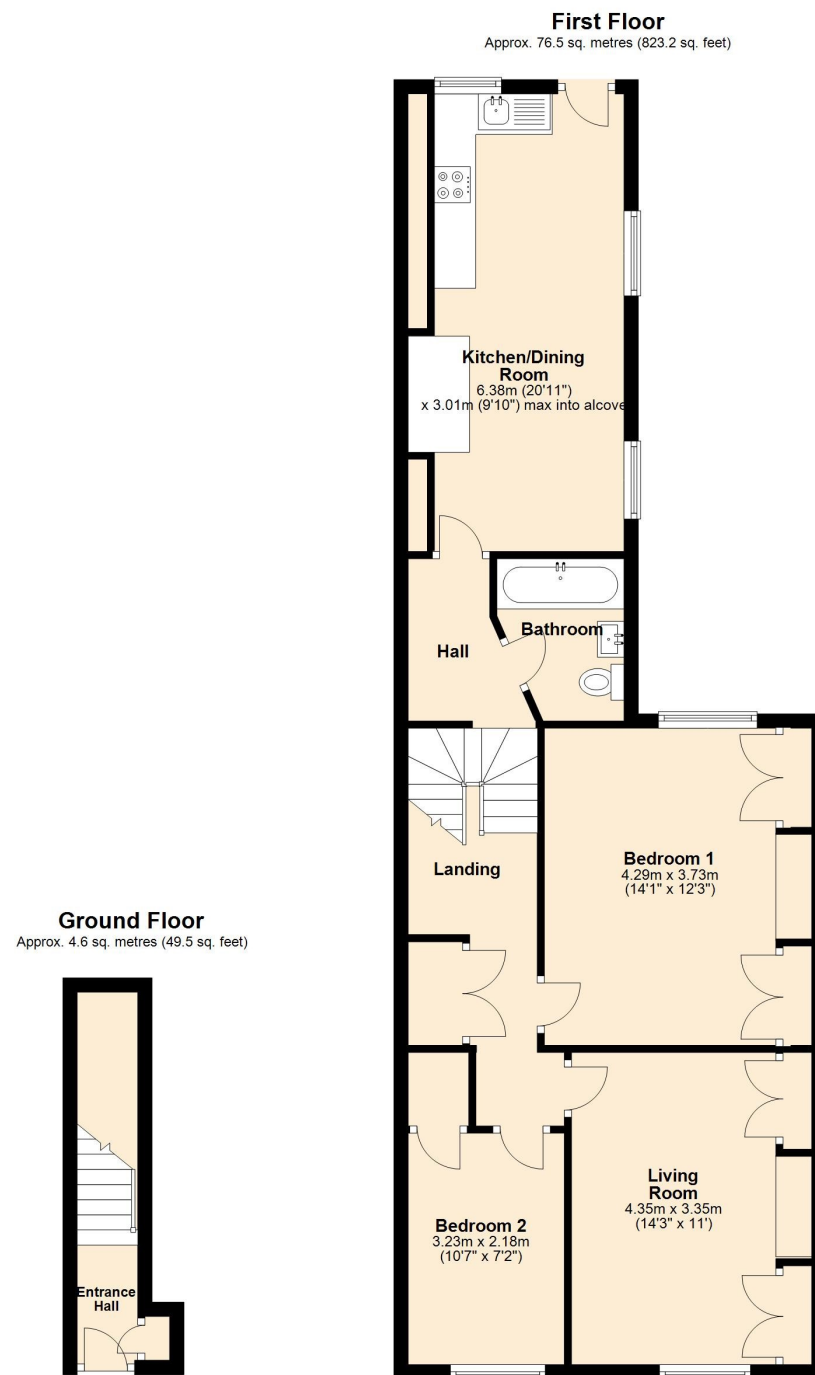 First Floor
Approx. 76.5 sq. metres (823.2 sq. feet)
Kitchen/Dining
Room
6.38m (20'11")
x 3.01m (9'10") max into alcove
Bathroom
Hall
Landing
Bedroom 1
4.29m x 3.73m
(14'1" x 12'3")
Ground Floor
Approx. 4.6 sq. metres (49.5 sq. feet)
Living
Room
4.35m x 3.35m
(14'3" x 11')
Bedroom 2
3.23m x 2.18m
(10'7" x 7'2")
Entrance
Hall